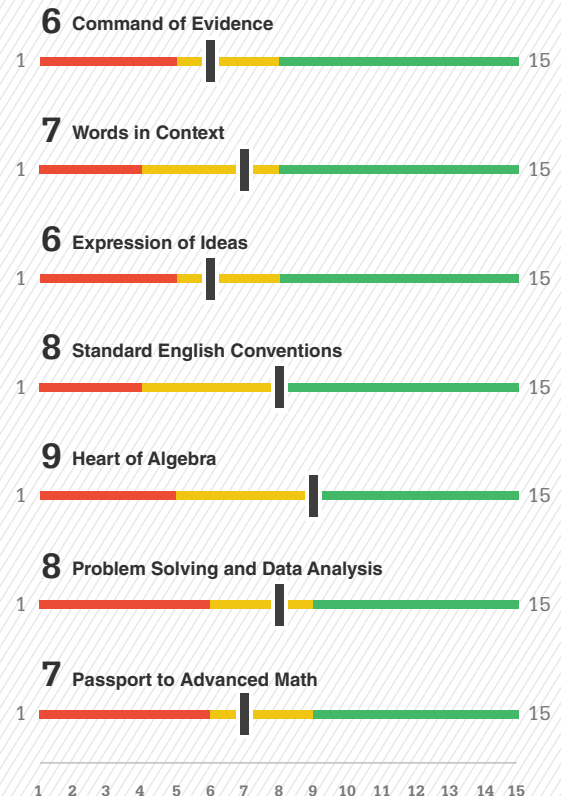 6 Command of Evidence
1 15
7 Words in Context
1 15
6 Expression of Ideas
1 15
8 Standard English Conventions
1 15
9 Heart of Algebra
1 15
8 Problem Solving and Data Analysis
1 15
7 Passport to Advanced Math
1 15
1 2 3 4 5 6 7 8 9 10 11 12 13 14 15